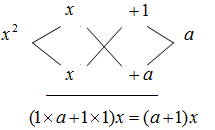 x +1
x² a
x +a
(1×a+1×1)x=(a+1)x